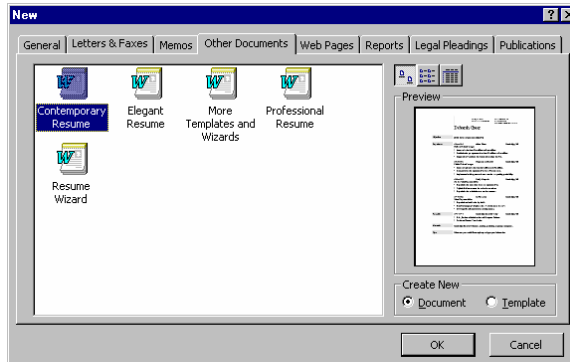 New
General Letters & Faxes Memos Other Documents Web Pages Reports Legal Pleadings Publications
Contemporary Resume
Elegant Resume
More Templates and Wizards
Professional Resume
Resume Wizard
Preview
Create New
Document Template
OK Cancel